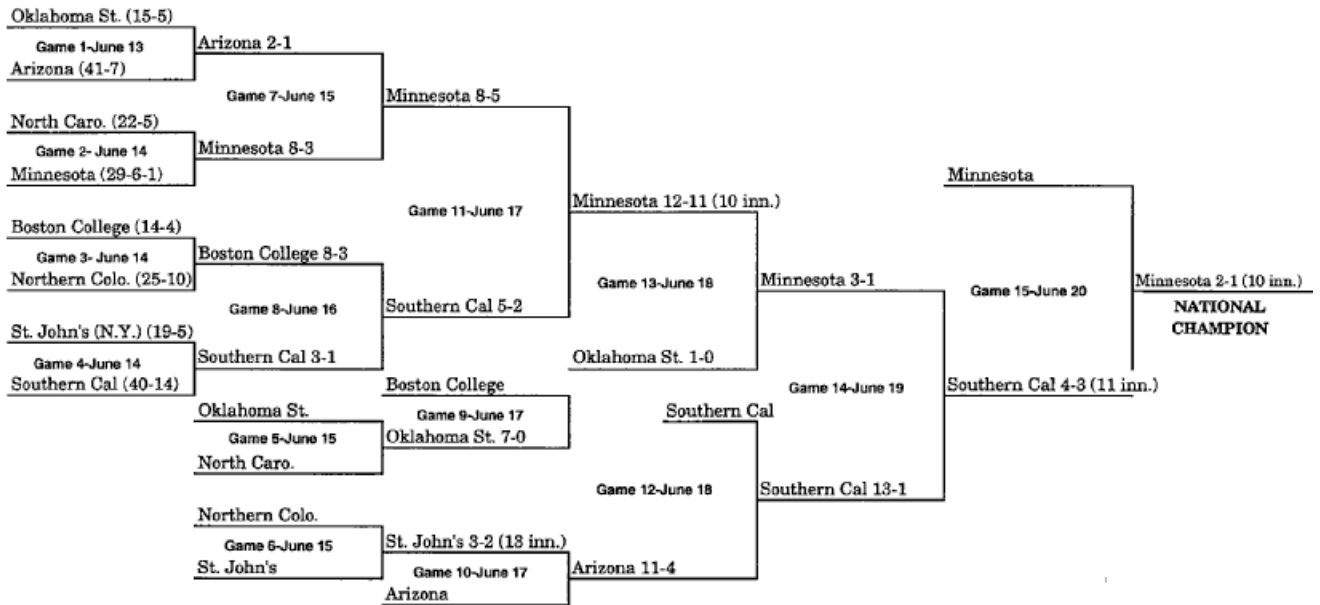 Oklahoma St. (15-5)
Game 1-June 13
Arizona (41-7)
Arizona 2-1
Game 7-June 15
Minnesota 8-5
North Caro. (22-5)
Game 2- June 14
Minnesota (29-6-1)
Minnesota 8-3
Game 11-June 17
Minnesota 12-11 (10 inn.)
Boston College (14-4)
Game 3- June 14
Northern Colo. (25-10)
Boston College 8-3
Game 8-June 16
Southern Cal 5-2
St. John's (N.Y.) (19-5)
Game 4-June 14
Southern Cal (40-14)
Southern Cal 3-1
Game 13-June 18
Minnesota 3-1
Oklahoma St. 1-0
Boston College
Game 9-June 17
Oklahoma St. 7-0
Oklahoma St.
Game 5-June 15
North Caro.
Northern Colo.
Game 6-June 15
St. John's
St. John's 3-2 (13 inn.)
Game 10-June 17
Arizona
Arizona 11-4
Southern Cal
Game 12-June 18
Southern Cal 13-1
Game 14-June 19
Minnesota
Game 15-June 20
Southern Cal 4-3 (11 inn.)
Minnesota 2-1 (10 inn.)
NATIONAL
CHAMPION